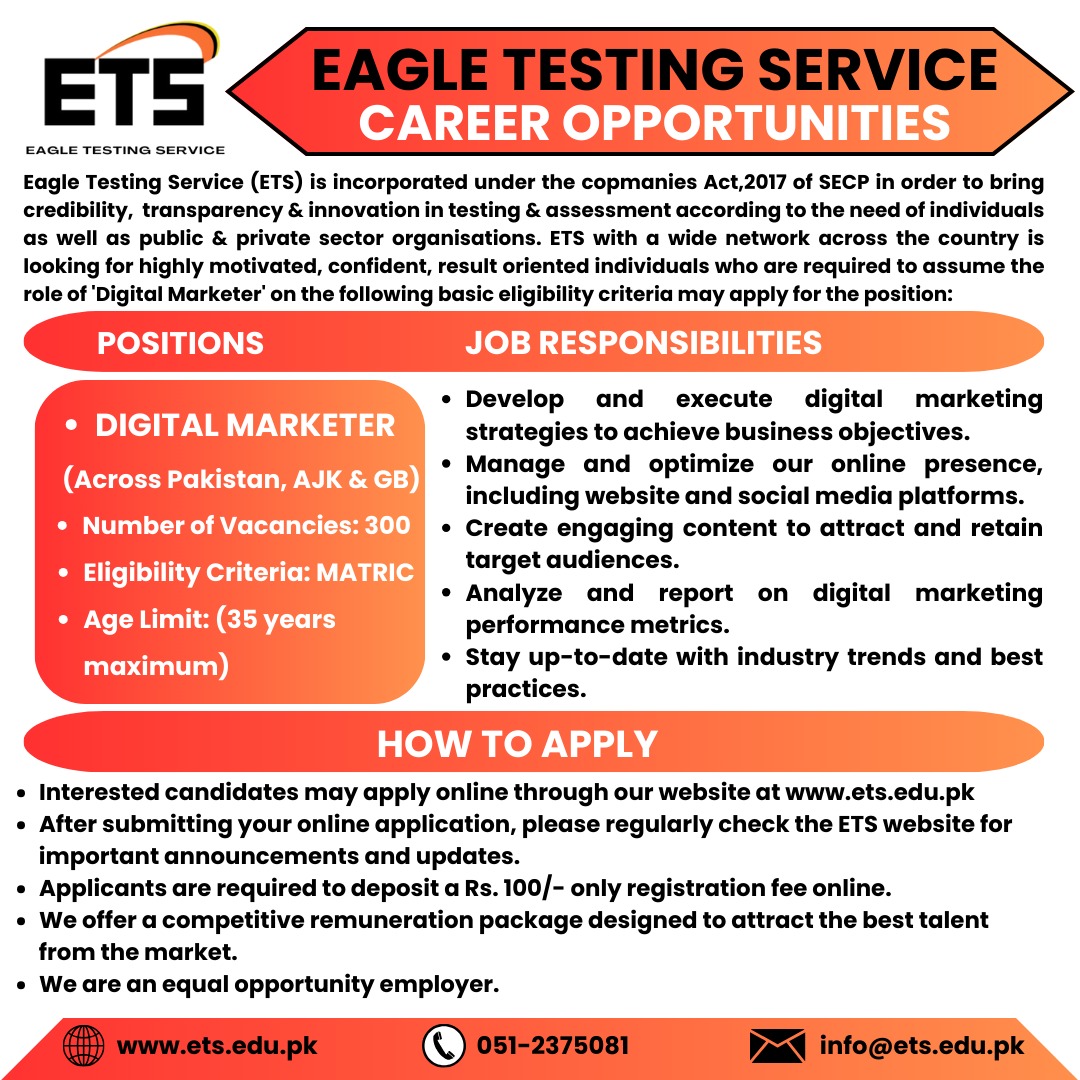 ETS
EAGLE TESTING SERVICE
EAGLE TESTING SERVICE
CAREER OPPORTUNITIES
Eagle Testing Service (ETS) is incorporated under the copmanies Act,2017 of SECP in order to bring
credibility, transparency & innovation in testing & assessment according to the need of individuals
as well as public & private sector organisations. ETS with a wide network across the country is
looking for highly motivated, confident, result oriented individuals who are required to assume the
role of 'Digital Marketer' on the following basic eligibility criteria may apply for the position:
POSITIONS
• DIGITAL MARKETER
(Across Pakistan, AJK & GB)
• Number of Vacancies: 300
• Eligibility Criteria: MATRIC
• Age Limit: (35 years
maximum)
JOB RESPONSIBILITIES
• Develop and execute digital marketing
strategies to achieve business objectives.
• Manage and optimize our online presence,
including website and social media platforms.
• Create engaging content to attract and retain
target audiences.
• Analyze and report on digital marketing
performance metrics.
• Stay up-to-date with industry trends and best
practices.
HOW TO APPLY
• Interested candidates may apply online through our website at www.ets.edu.pk
• After submitting your online application, please regularly check the ETS website for
important announcements and updates.
• Applicants are required to deposit a Rs. 100/- only registration fee online.
• We offer a competitive remuneration package designed to attract the best talent
from the market.
• We are an equal opportunity employer.
www.ets.edu.pk
051-2375081
info@ets.edu.pk